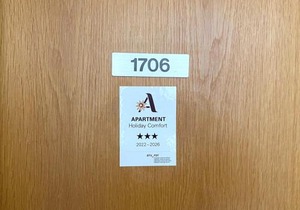 1706
A
APARTMENT
Holiday Comfort
★★★
2022-2026